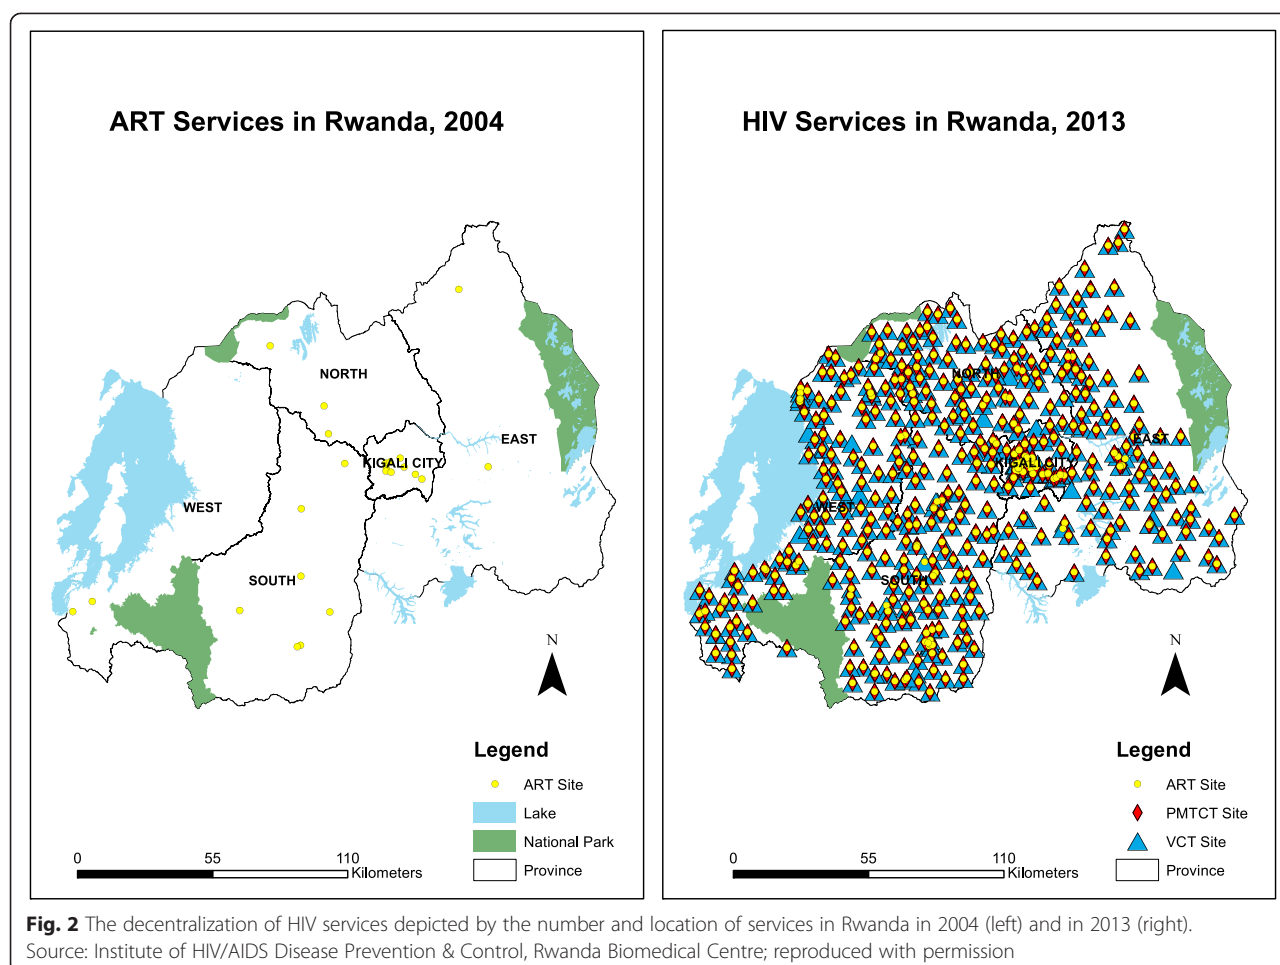 ART Services in Rwanda, 2004
NORTH
EAST
KIGALI CITY
WEST
SOUTH
N
Legend
ART Site
Lake
National Park
Province
0 55 110
Kilometers
HIV Services in Rwanda, 2013
NORTH
EAST
KIGALI CITY
WEST
SOUTH
N
Legend
ART Site
PMTCT Site
VCT Site
Province
0 55 110
Kilometers
Fig. 2 The decentralization of HIV services depicted by the number and location of services in Rwanda in 2004 (left) and in 2013 (right).
Source: Institute of HIV/AIDS Disease Prevention & Control, Rwanda Biomedical Centre; reproduced with permission